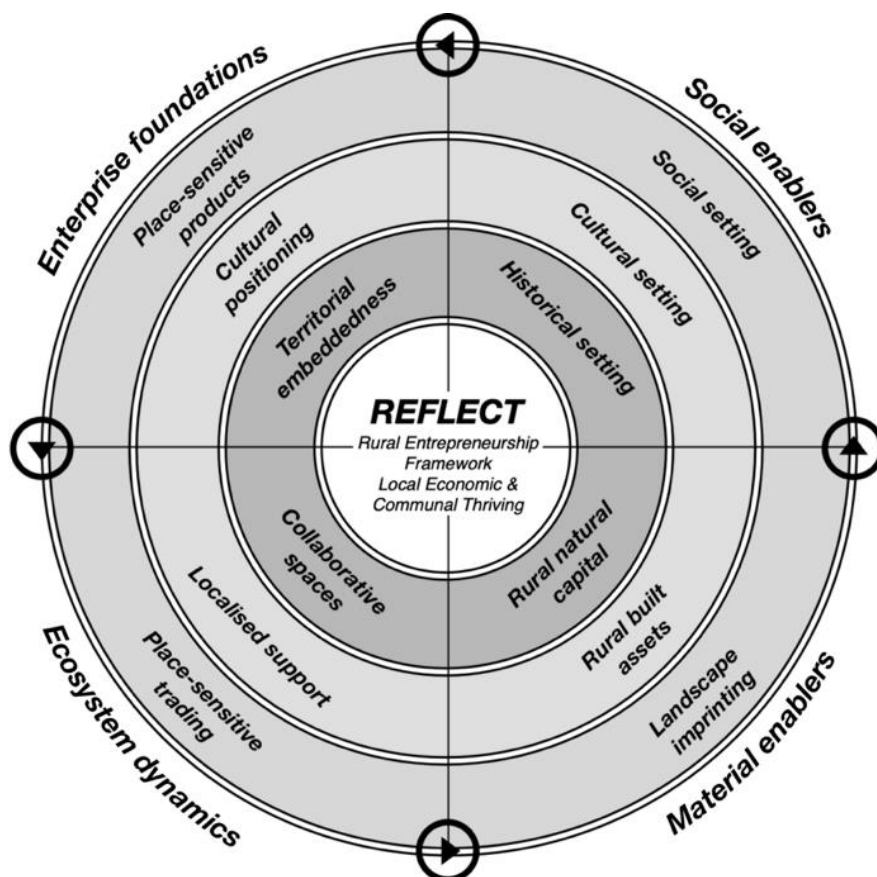 Enterprise foundations
Social enablers
Place-sensitive
products
Cultural
positioning
Territorial
embeddedness
Social setting
Cultural setting
Historical setting
REFLECT
Rural Entrepreneurship
Framework
Local Economic &
Communal Thriving
Collaborative
spaces
Localised support
Place-sensitive
trading
Rural natural
capital
Rural built
assets
Landscape
imprinting
Ecosystem dynamics
Material enablers